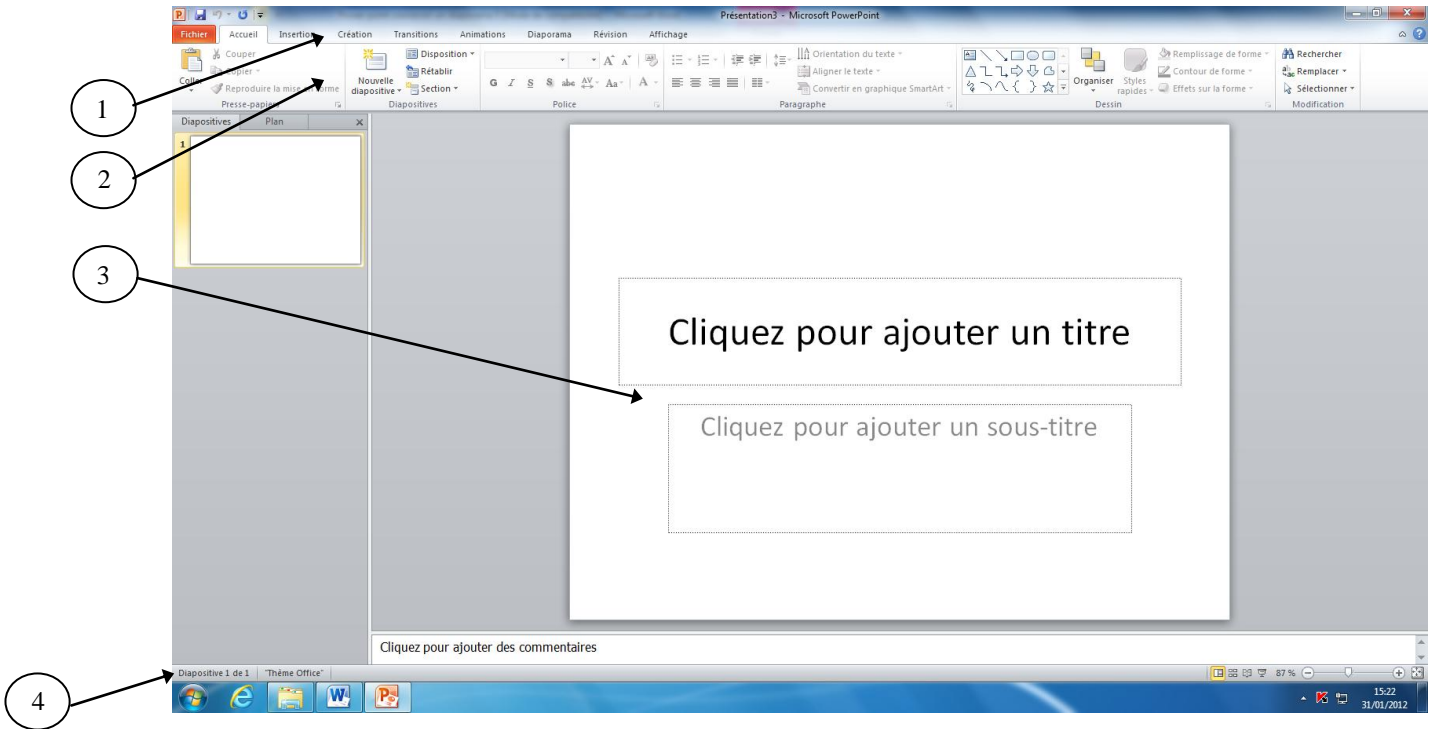 Présentation3 - Microsoft PowerPoint
Fichier Accueil Insertion Création Transitions Animations Diaporama Révision Affichage
Coller
Couper
Copier
Reproduire la mise en forme
Presse-papiers
Nouvelle diapositive
Disposition
Rétablir
Section
Diapositives
G I S S abc AV Aa A
A A
Police
Orientation du texte
Aligner le texte
Convertir en graphique SmartArt
Paragraphe
Organiser
Styles rapides
Remplissage de forme
Contour de forme
Effets sur la forme
Dessin
Rechercher
Remplacer
Sélectionner
Modification
1
2
3
4
Diapositives Plan
1
Cliquez pour ajouter un titre
Cliquez pour ajouter un sous-titre
Cliquez pour ajouter des commentaires
Diapositive 1 de 1 "Thème Office" 87 %
15:22
31/01/2012